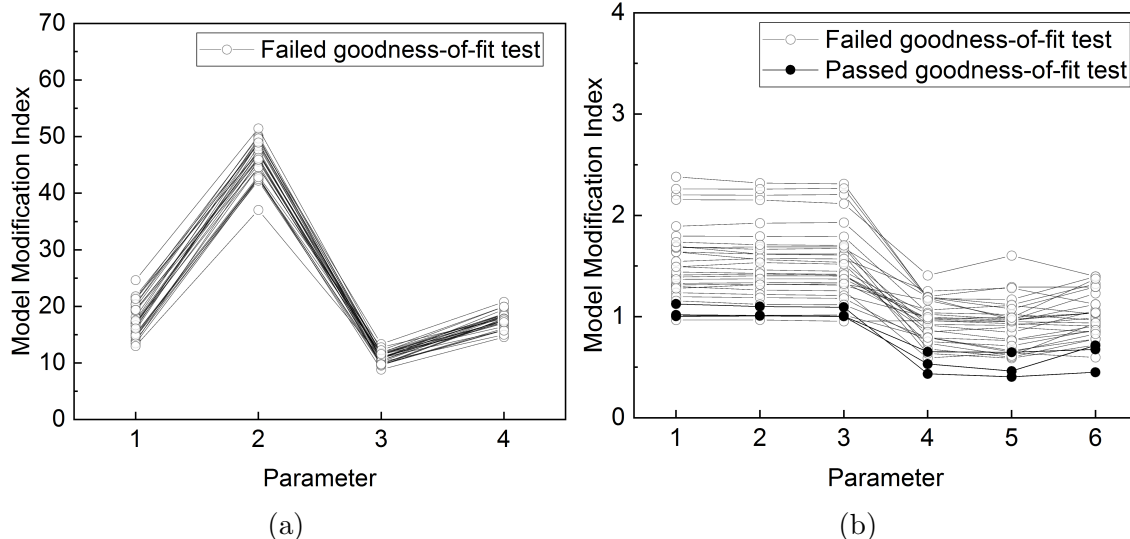 70
60
50
40
30
20
10
0
Model Modification Index
Failed goodness-of-fit test
1 2 3 4
Parameter
(a)
4
3
2
1
0
Model Modification Index
Failed goodness-of-fit test
Passed goodness-of-fit test
1 2 3 4 5 6
Parameter
(b)